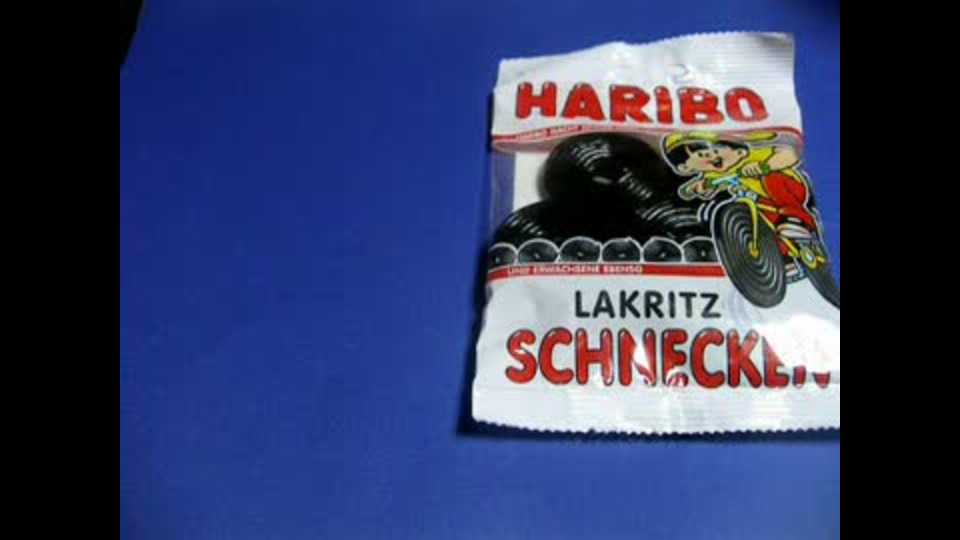 HARIBO
UND ERWACHSENE EBENSO
LAKRITZ
SCHNECKEN